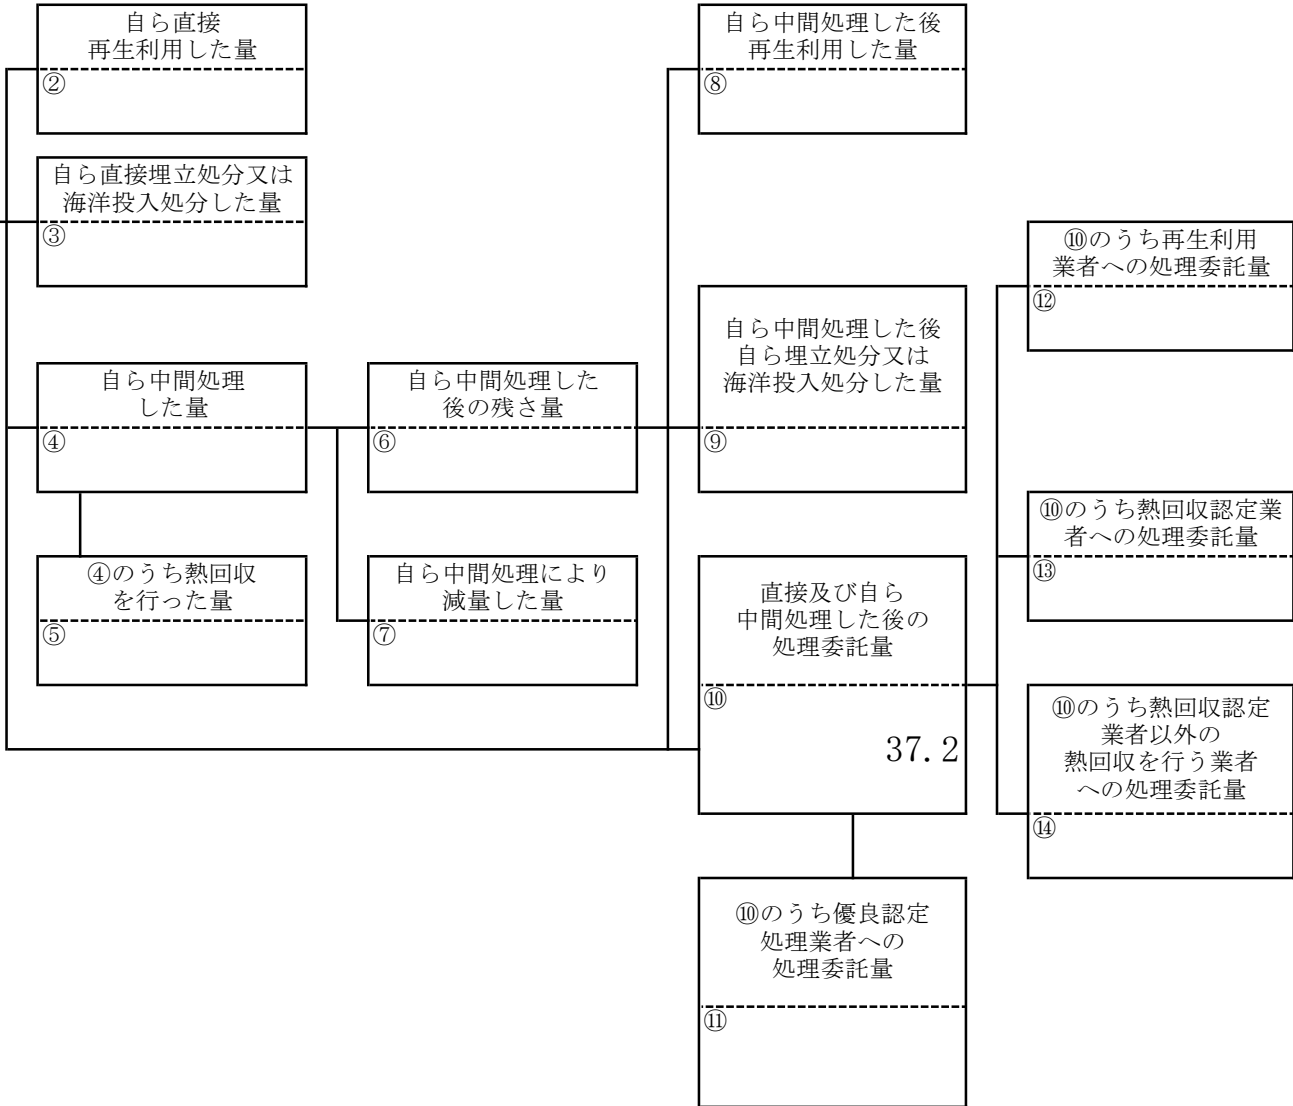 自ら直接
再生利用した量
②
自ら直接埋立処分又は
海洋投入処分した量
③
自ら中間処理
した量
④
④のうち熱回収
を行った量
⑤
自ら中間処理した
後の残さ量
⑥
自ら中間処理により
減量した量
⑦
自ら中間処理した後
再生利用した量
⑧
自ら中間処理した後
自ら埋立処分又は
海洋投入処分した量
⑨
直接及び自ら
中間処理した後の
処理委託量
⑩
37.2
⑩のうち優良認定
処理業者への
処理委託量
⑪
⑩のうち再生利用
業者への処理委託量
⑫
⑩のうち熱回収認定業
者への処理委託量
⑬
⑩のうち熱回収認定
業者以外の
熱回収を行う業者
への処理委託量
⑭